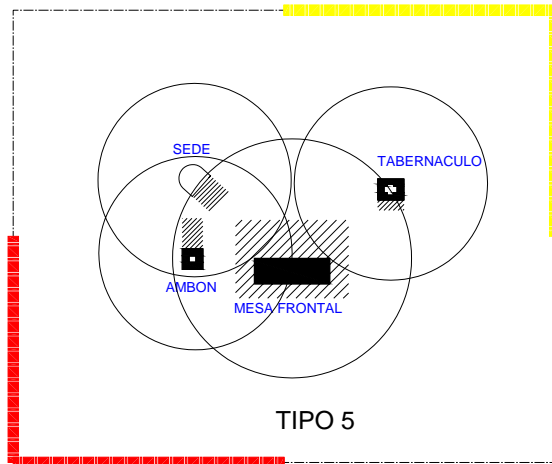 SEDE
TABERNACULO
AMBON
MESA FRONTAL
TIPO 5